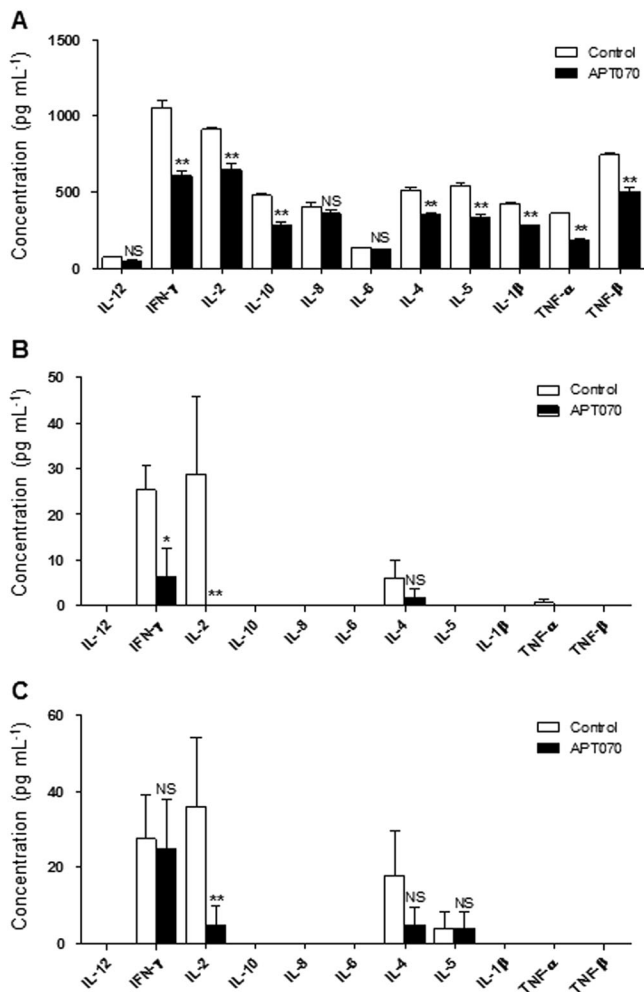 A
Concentration (pg mL⁻¹)
1500
1000
500
0
Control
APT070
NS
**
**
**
NS
NS
**
**
**
**
**
IL-12
IFN-γ
IL-2
IL-10
IL-8
IL-6
IL-4
IL-5
IL-1β
TNF-α
TNF-β
B
Concentration (pg mL⁻¹)
50
40
30
20
10
0
Control
APT070
*
**
NS
IL-12
IFN-γ
IL-2
IL-10
IL-8
IL-6
IL-4
IL-5
IL-1β
TNF-α
TNF-β
C
Concentration (pg mL⁻¹)
60
40
20
0
Control
APT070
NS
**
NS
NS
IL-12
IFN-γ
IL-2
IL-10
IL-8
IL-6
IL-4
IL-5
IL-1β
TNF-α
TNF-β